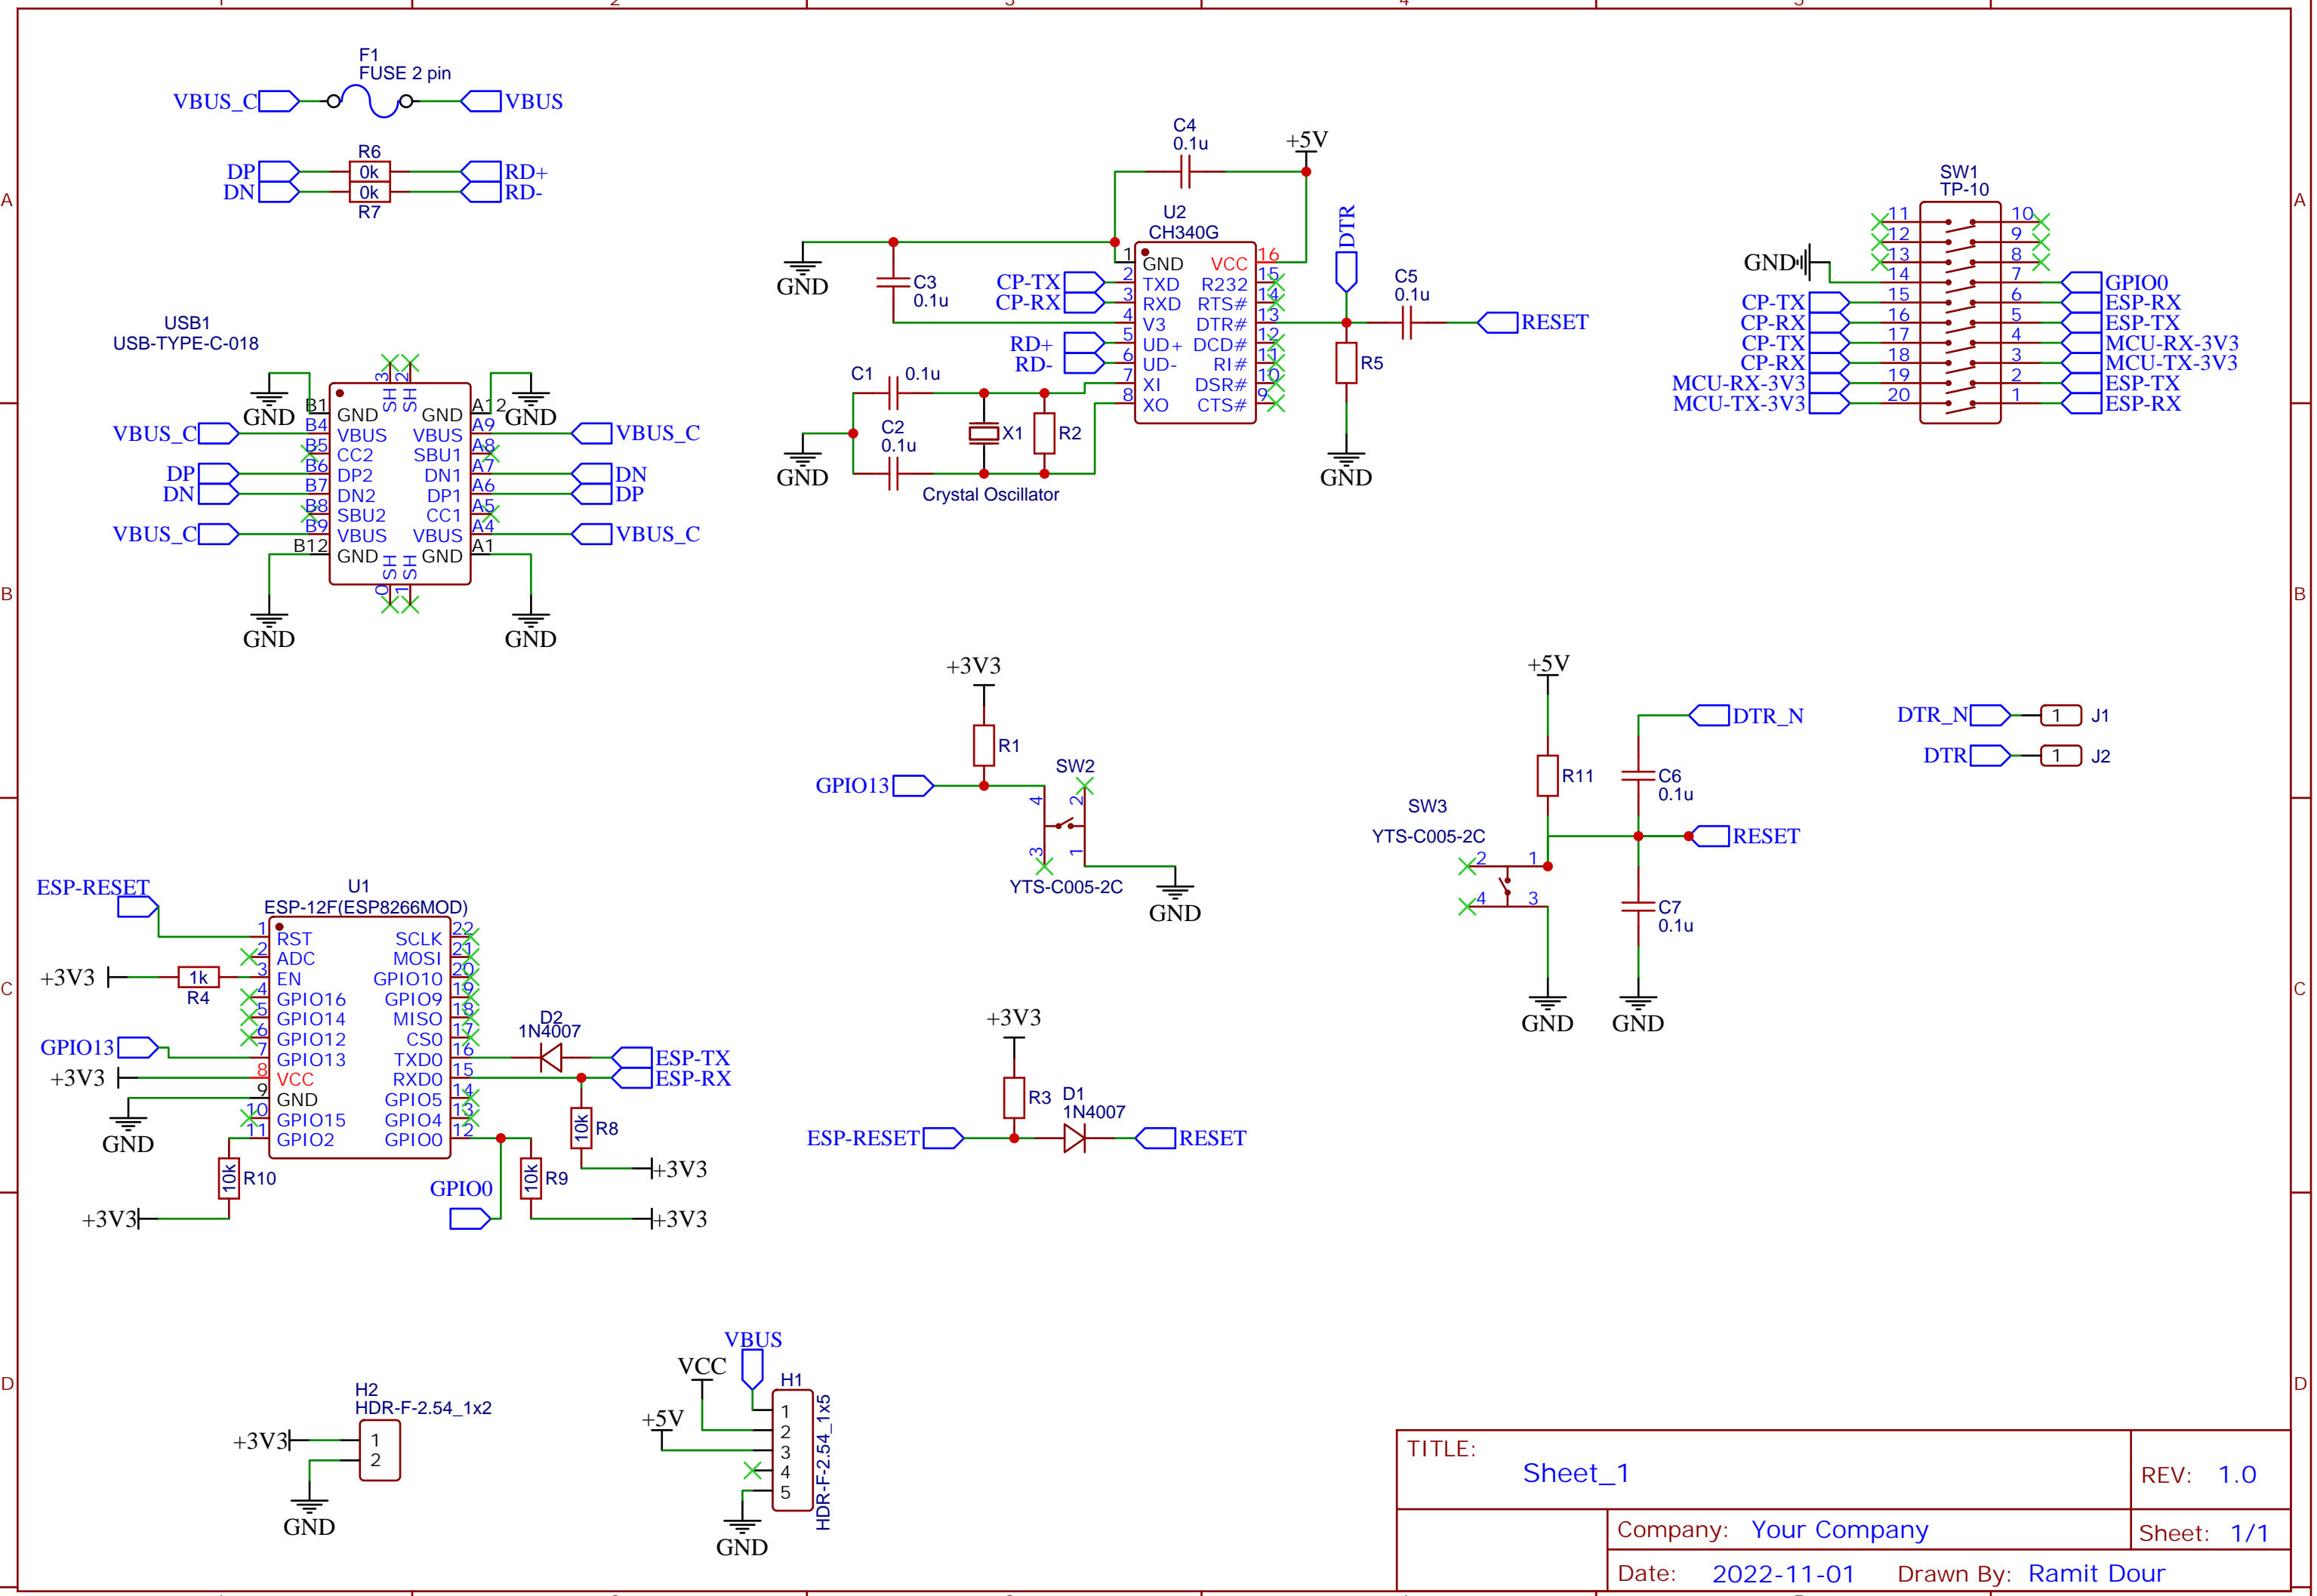 1 2 3 4 5
A
B
C
D
A
B
C
D
F1
FUSE 2 pin
VBUS_C
VBUS
R6
DP
0k
RD+
DN
0k
RD-
R7
USB1
USB-TYPE-C-018
3 2
SH SH
GND
GND
B1 GND GND A12
VBUS_C B4 VBUS VBUS A9 VBUS_C
B5 CC2 SBU1 A8
DP B6 DP2 DN1 A7 DN
DN B7 DN2 DP1 A6 DP
B8 SBU2 CC1 A5
VBUS_C B9 VBUS VBUS A4 VBUS_C
B12 GND GND A1
SH SH
0 1
GND
GND
C4
0.1u
+5V
U2
CH340G
DTR
GND
C3
0.1u
1 GND VCC 16
CP-TX 2 TXD R232 15
CP-RX 3 RXD RTS# 14
4 V3 DTR# 13
RD+ 5 UD+ DCD# 12
RD- 6 UD- RI# 11
7 XI DSR# 10
8 XO CTS# 9
C5
0.1u
RESET
R5
GND
C1 0.1u
C2
0.1u
GND
X1
R2
Crystal Oscillator
SW1
TP-10
11 10
12 9
13 8
GND 14 7 GPIO0
CP-TX 15 6 ESP-RX
CP-RX 16 5 ESP-TX
CP-TX 17 4 MCU-RX-3V3
CP-RX 18 3 MCU-TX-3V3
MCU-RX-3V3 19 2 ESP-TX
MCU-TX-3V3 20 1 ESP-RX
+3V3
R1
GPIO13
SW2
4 2
3 1
YTS-C005-2C
GND
+5V
R11
DTR_N
C6
0.1u
SW3
YTS-C005-2C
RESET
2 1
4 3
C7
0.1u
GND
GND
DTR_N 1 J1
DTR 1 J2
ESP-RESET
U1
ESP-12F(ESP8266MOD)
1 RST SCLK 22
2 ADC MOSI 21
+3V3 1k 3 EN GPIO10 20
R4
4 GPIO16 GPIO9 19
5 GPIO14 MISO 18
6 GPIO12 CS0 17
GPIO13 7 GPIO13 TXD0 16
+3V3 8 VCC RXD0 15
9 GND GPIO5 14
10 GPIO15 GPIO4 13
11 GPIO2 GPIO0 12
GND
D2
1N4007
ESP-TX
ESP-RX
10k R8
+3V3
10k R10
+3V3
GPIO0
10k R9
+3V3
+3V3
R3
D1
1N4007
ESP-RESET
RESET
H2
HDR-F-2.54_1x2
+3V3 1
2
GND
VBUS
VCC
+5V
H1
1
2
3
4
5
HDR-F-2.54_1x5
GND
TITLE:
Sheet_1
REV: 1.0
Company: Your Company
Sheet: 1/1
Date: 2022-11-01 Drawn By: Ramit Dour